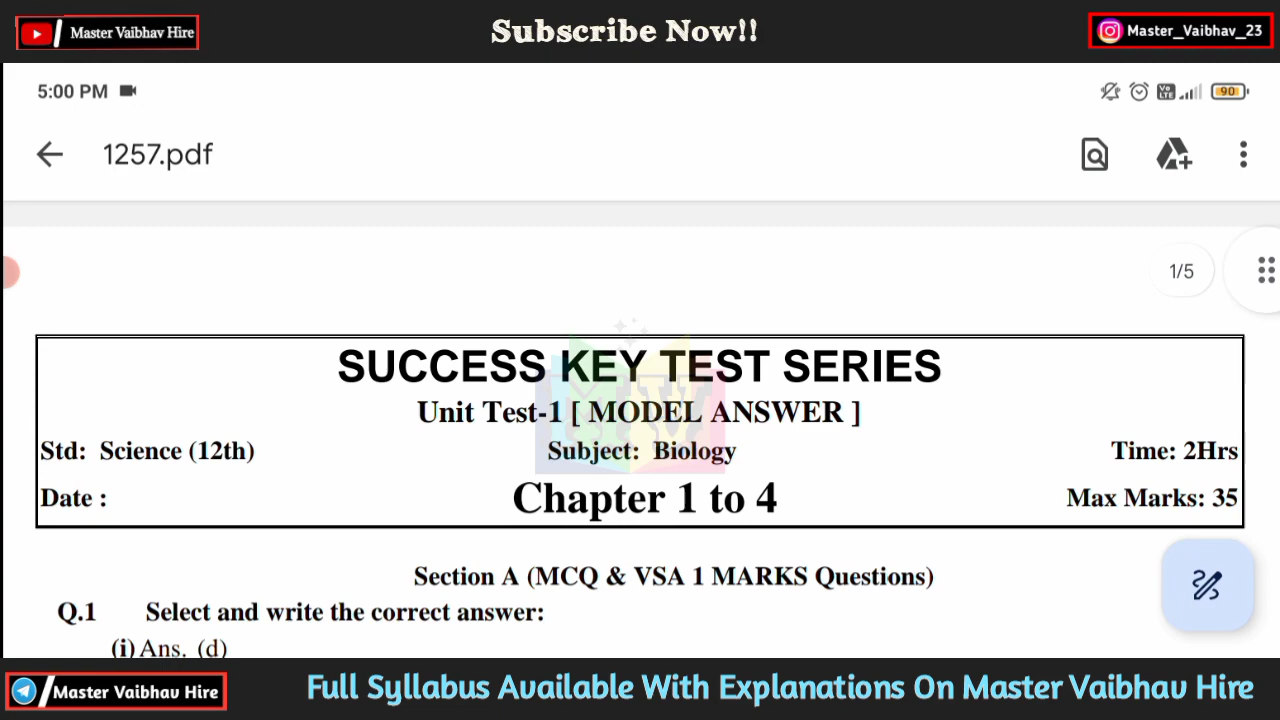 Master Vaibhav Hire
Subscribe Now!!
Master_Vaibhav_23
5:00 PM
Vo LTE
90
1257.pdf
1/5
SUCCESS KEY TEST SERIES
Unit Test-1 [ MODEL ANSWER ]
Std: Science (12th) Subject: Biology Time: 2Hrs
Date : Chapter 1 to 4 Max Marks: 35
Section A (MCQ & VSA 1 MARKS Questions)
Q.1 Select and write the correct answer:
(i) Ans. (d)
Master Vaibhav Hire
Full Syllabus Available With Explanations On Master Vaibhav Hire